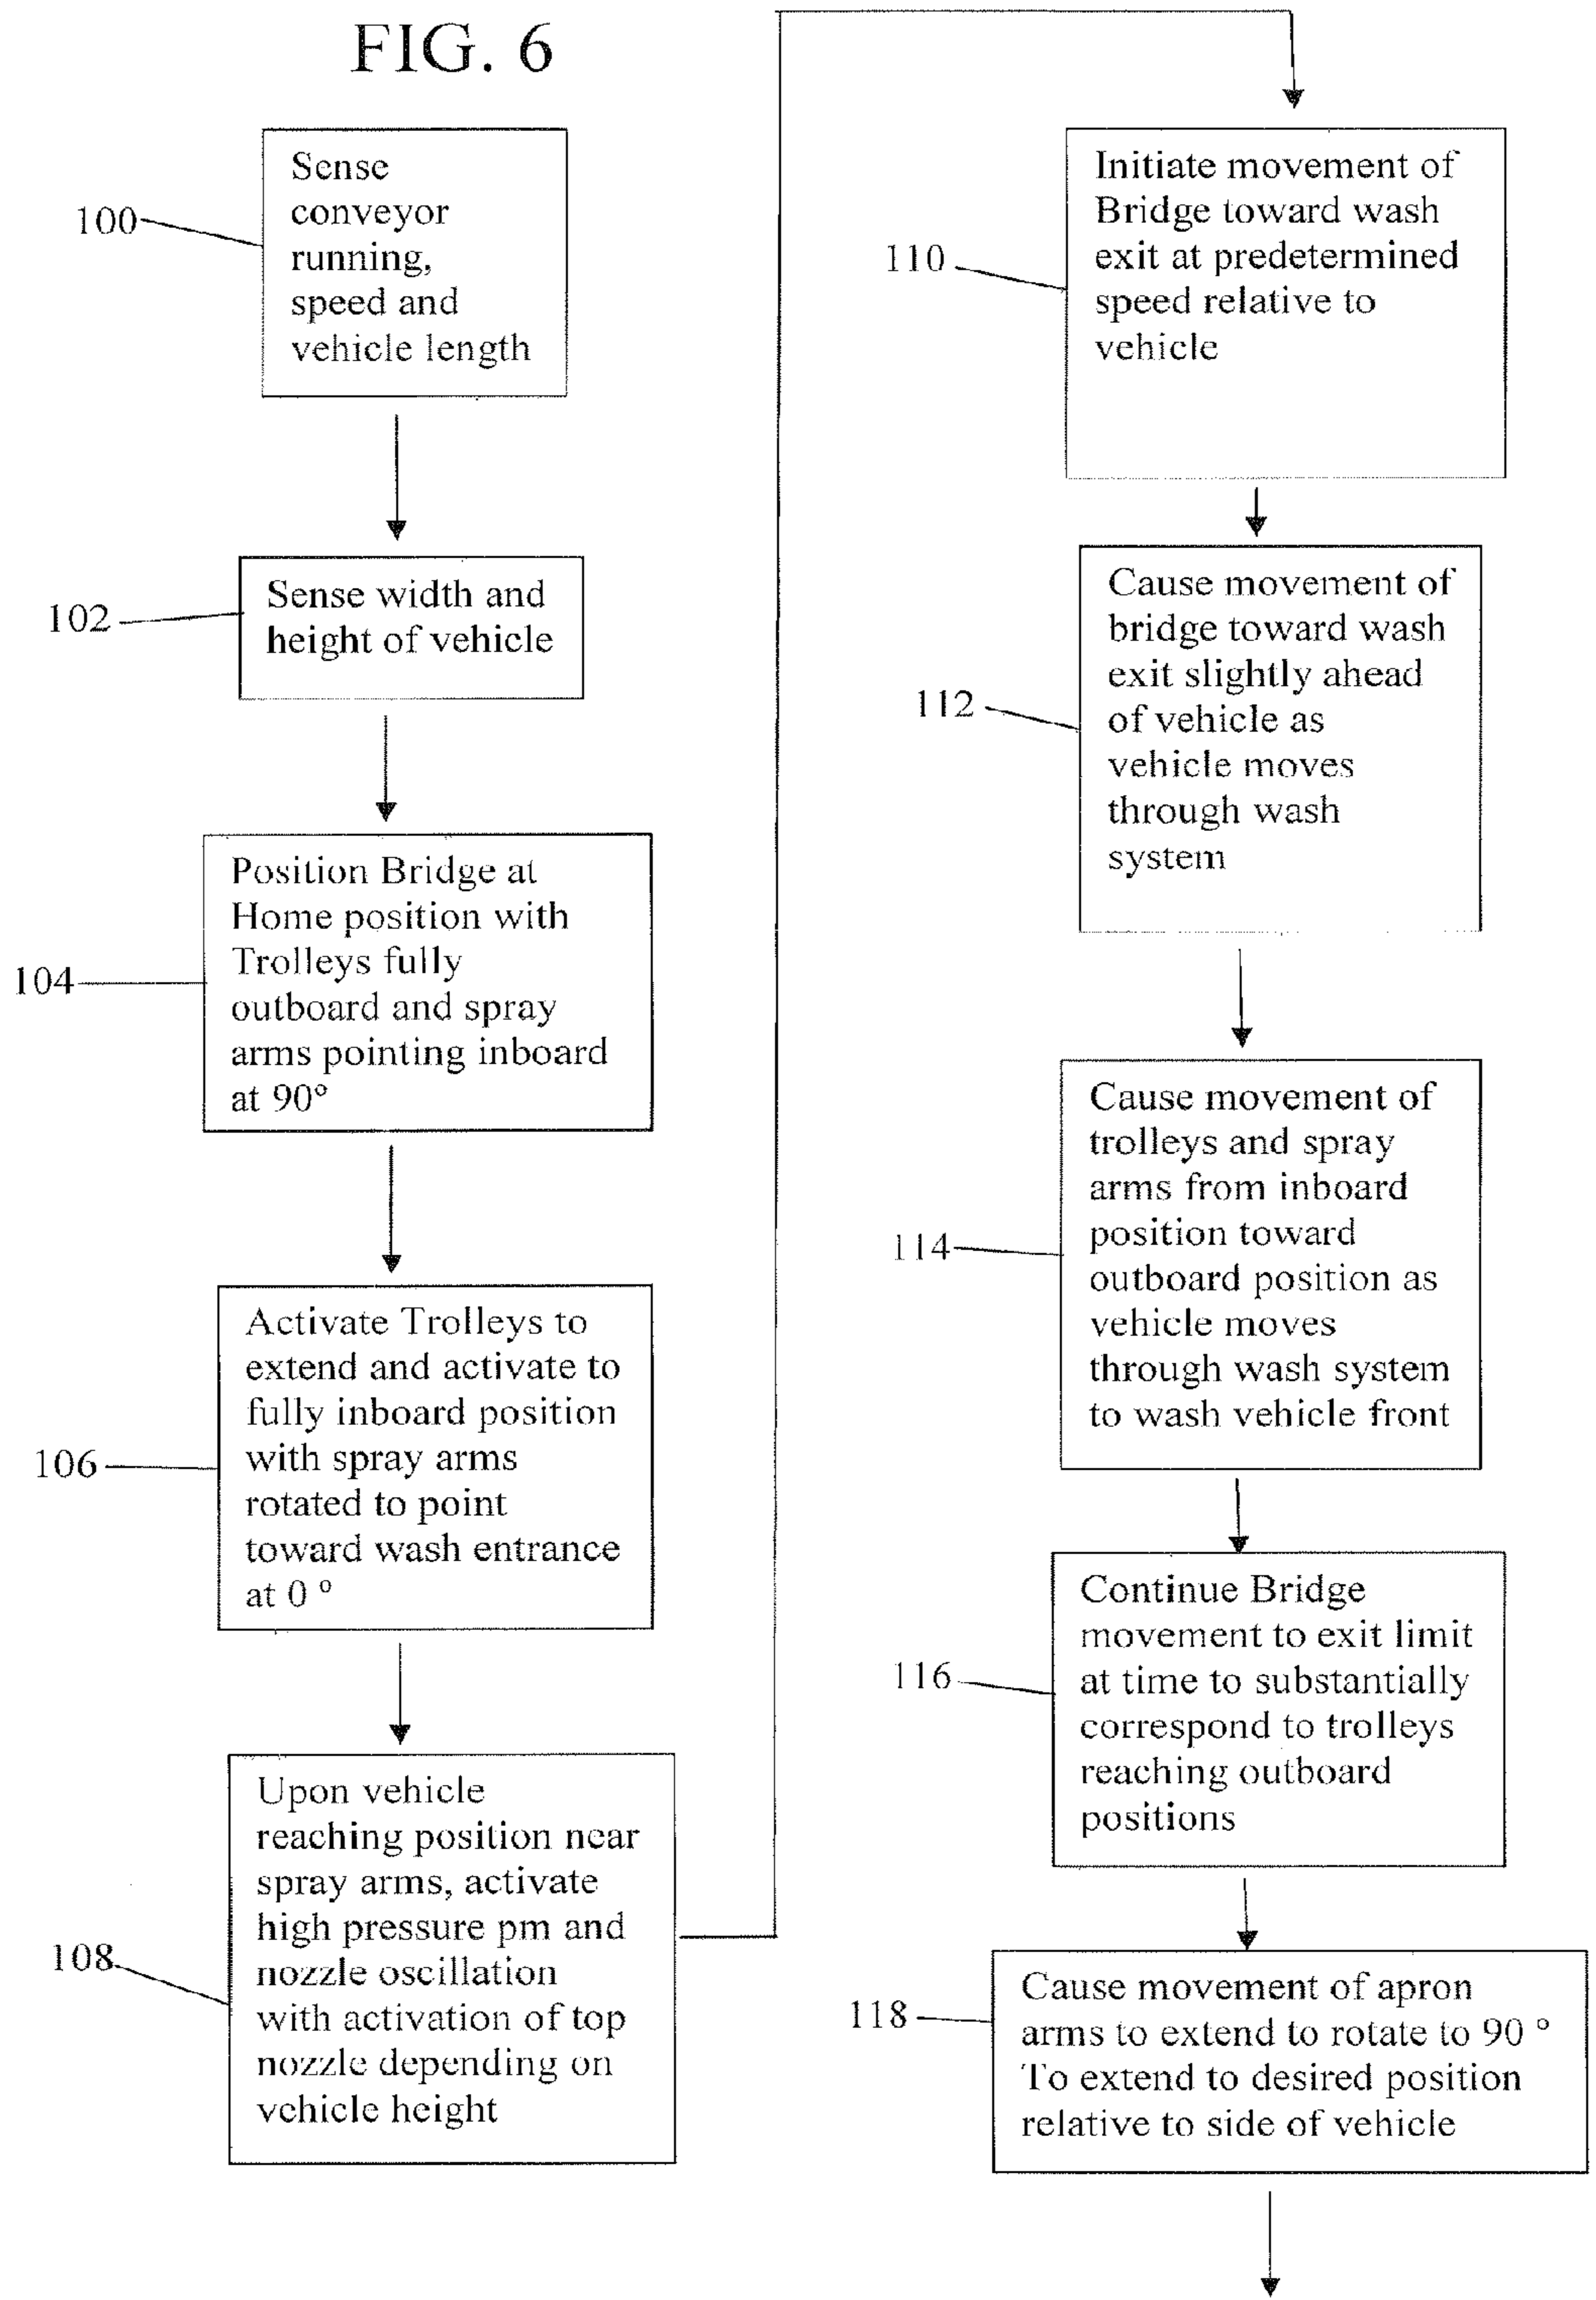 FIG. 6
100
Sense
conveyor
running,
speed and
vehicle length
102
Sense width and
height of vehicle
104
Position Bridge at
Home position with
Trolleys fully
outboard and spray
arms pointing inboard
at 90°
106
Activate Trolleys to
extend and activate to
fully inboard position
with spray arms
rotated to point
toward wash entrance
at 0 °
108
Upon vehicle
reaching position near
spray arms, activate
high pressure pm and
nozzle oscillation
with activation of top
nozzle depending on
vehicle height
110
Initiate movement of
Bridge toward wash
exit at predetermined
speed relative to
vehicle
112
Cause movement of
bridge toward wash
exit slightly ahead
of vehicle as
vehicle moves
through wash
system
114
Cause movement of
trolleys and spray
arms from inboard
position toward
outboard position as
vehicle moves
through wash system
to wash vehicle front
116
Continue Bridge
movement to exit limit
at time to substantially
correspond to trolleys
reaching outboard
positions
118
Cause movement of apron
arms to extend to rotate to 90 °
To extend to desired position
relative to side of vehicle